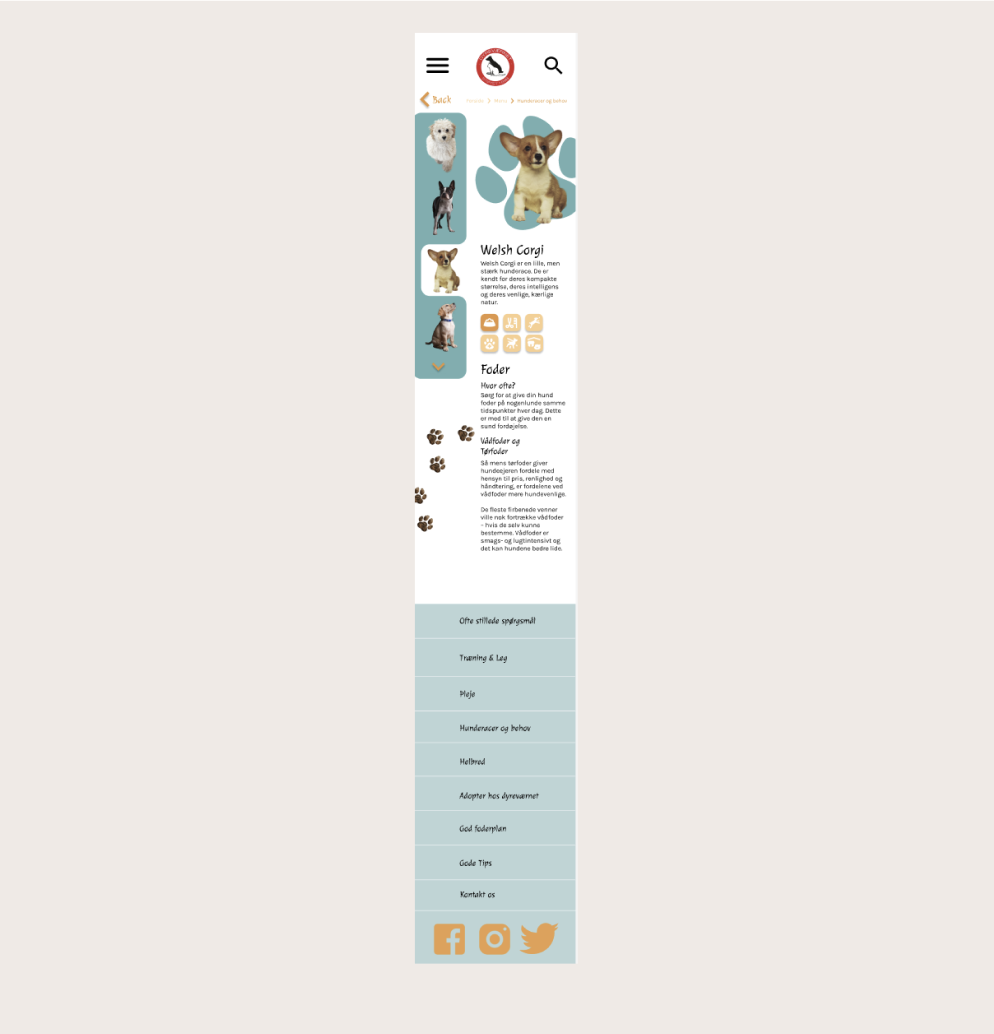 Back
Hunderacer og behov
Welsh Corgi
Welsh Corgi er en lille, men
stærk hunderace. De er
kendt for deres kompakte
størrelse, deres intelligens
og deres venlige, kærlige
natur.
Foder
Hvor ofte?
Sørg for at give din hund
foder på nogenlunde samme
tidspunkter hver dag. Dette
er med til at give den en
sund fordøjelse.
Vådfoder og
Tørfoder
Så mens tørfoder giver
hundeejeren fordele med
hensyn til pris, renlighed og
håndtering, er fordelene ved
vådfoder mere hundevenlige.
De fleste firbenede venner
ville nok fortrække vådfoder
– hvis de selv kunne
bestemme. Vådfoder er
smags- og lugtintensivt og
det kan hundene bedre lide.
Ofte stillede spørgsmål
Træning & Leg
Pleje
Hunderacer og behov
Helbred
Adopter hos dyreværnet
God foderplan
Gode Tips
Kontakt os